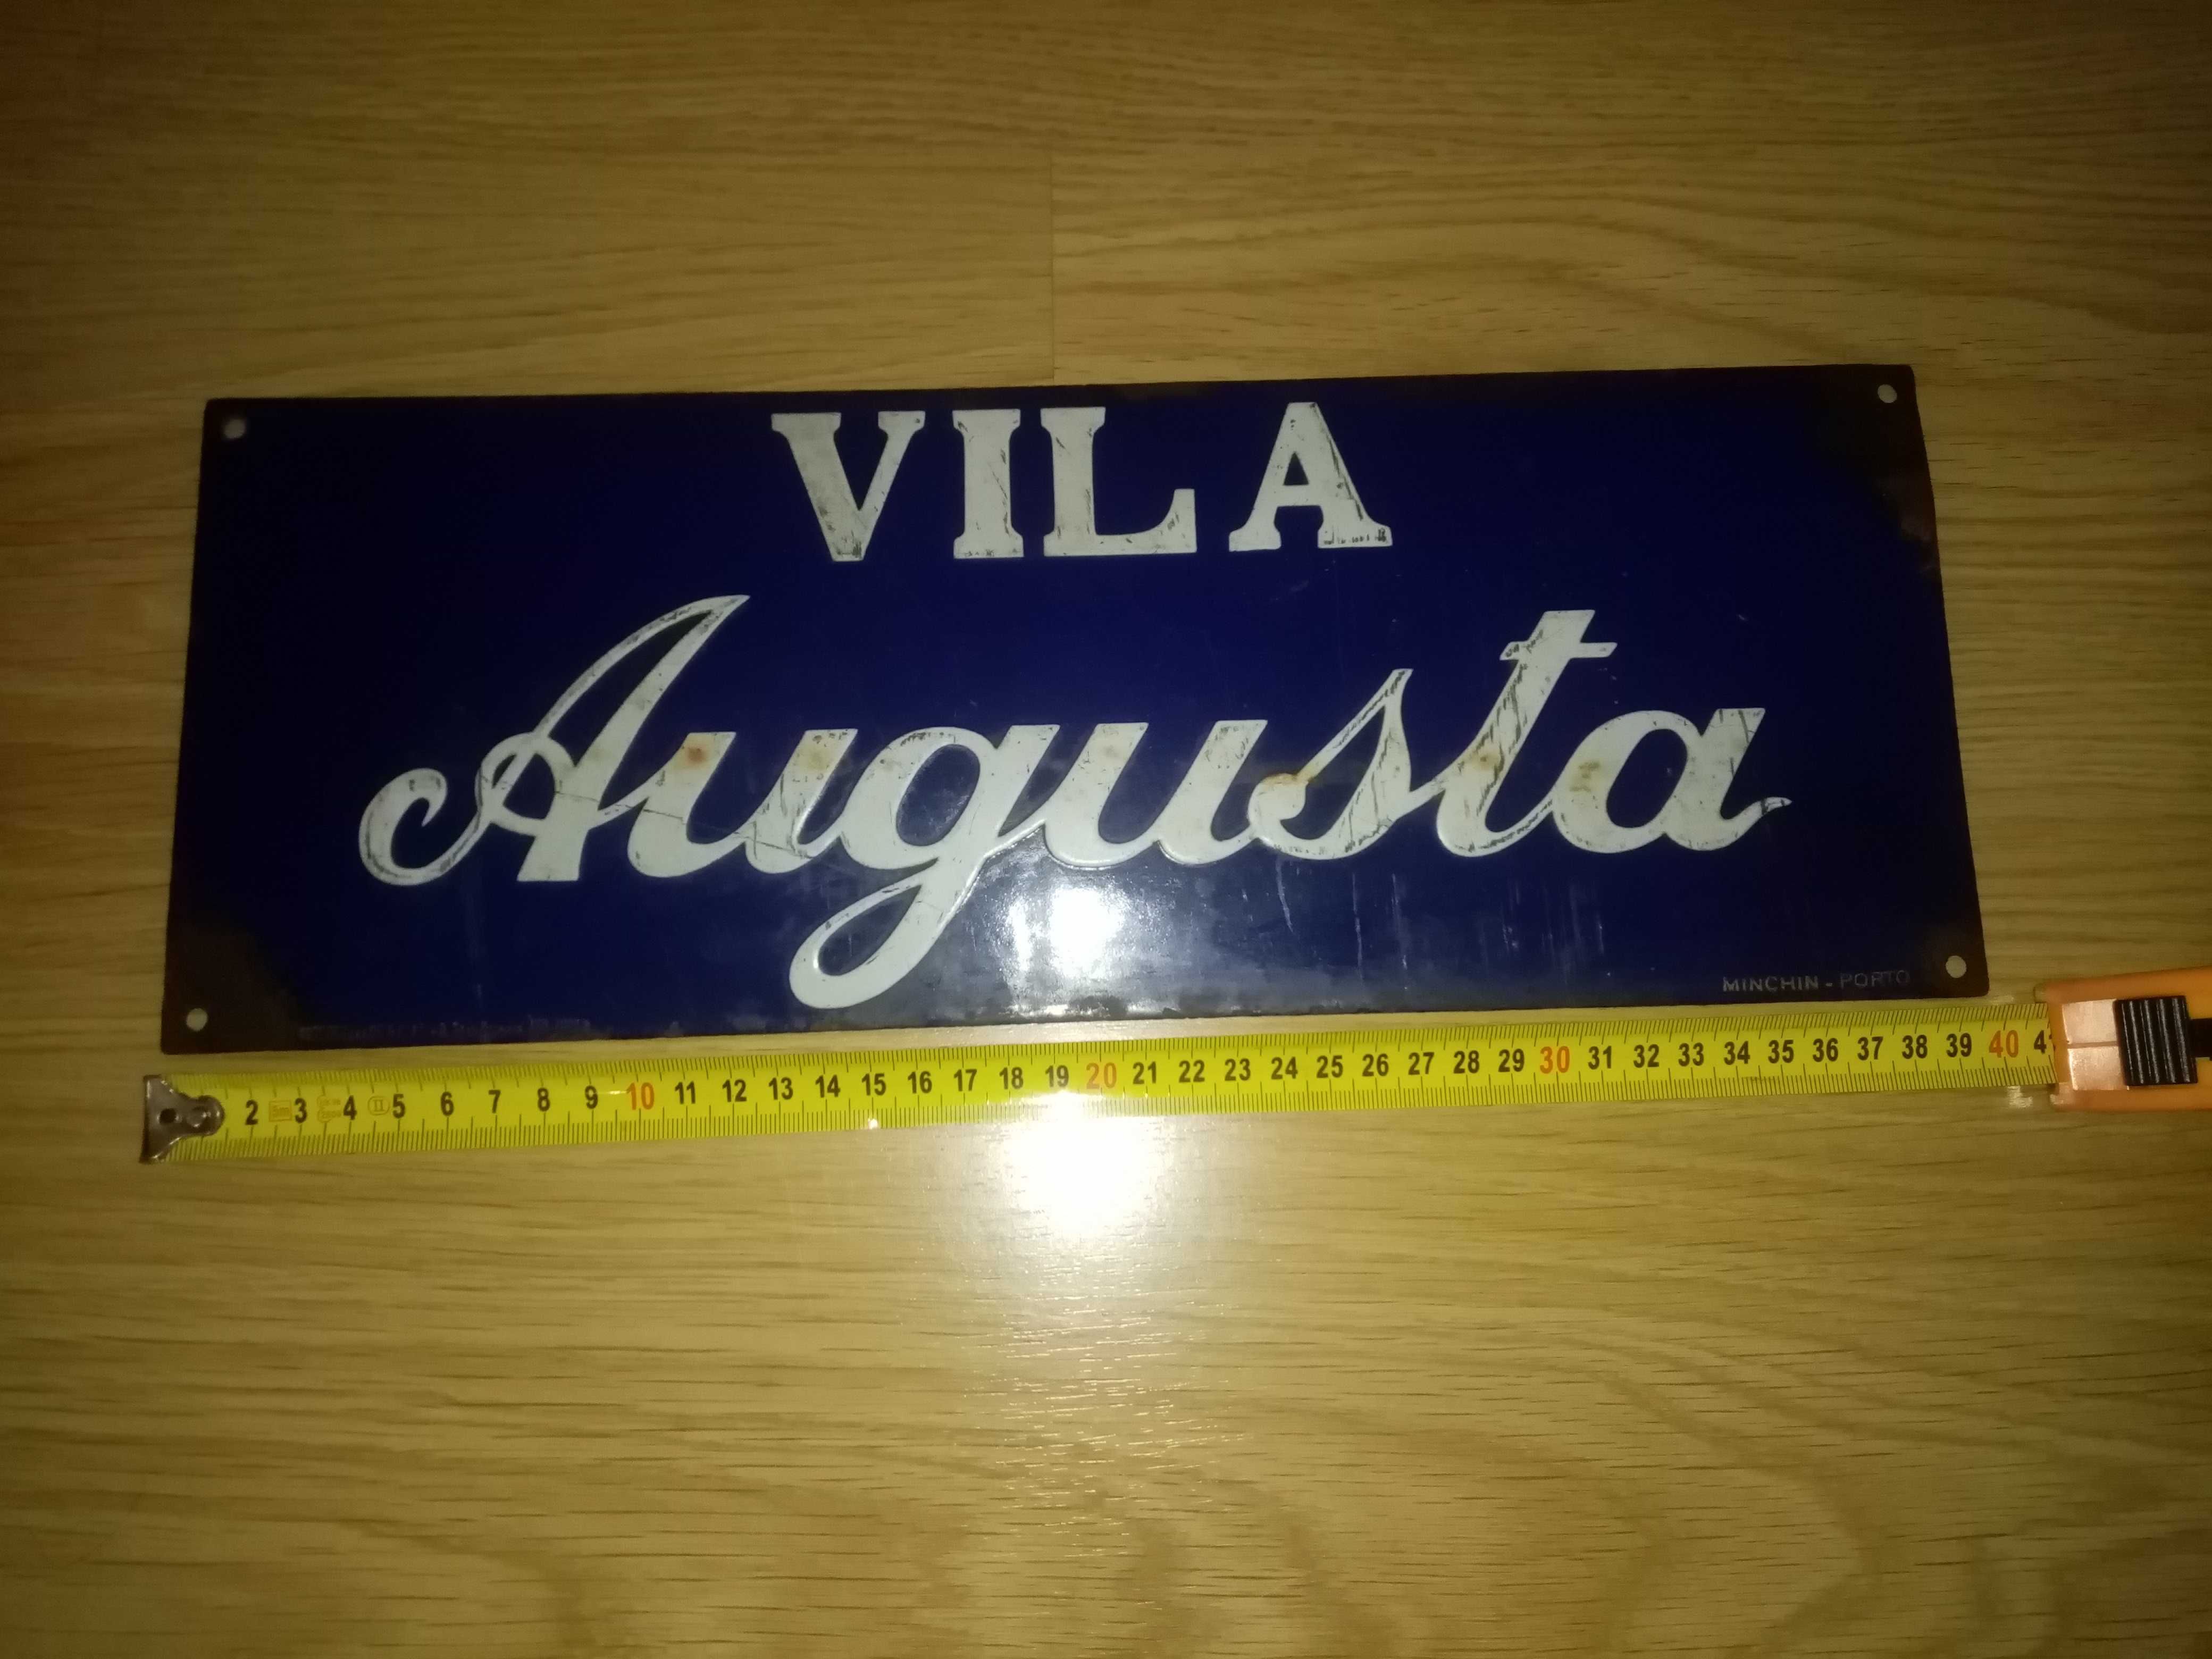 VILA
Augusta
MINCHIN - PORTO
2 3 4 II 5 6 7 8 9 10 11 12 13 14 15 16 17 18 19 20 21 22 23 24 25 26 27 28 29 30 31 32 33 34 35 36 37 38 39 40 41